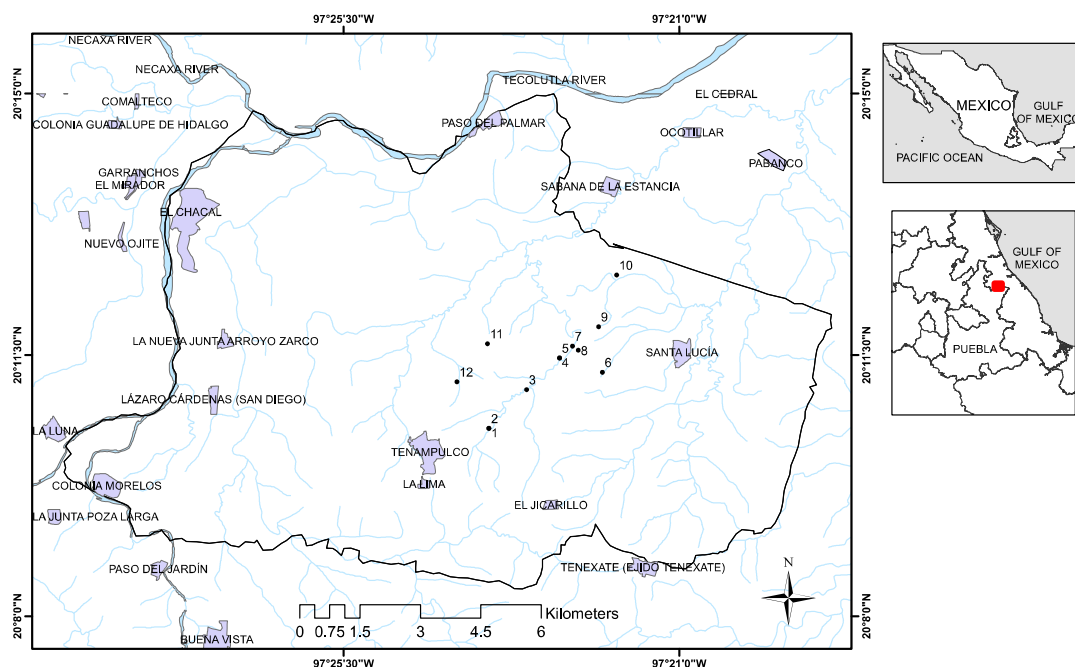 97°25'30"W
97°21'0"W
NECAXA RIVER
NECAXA RIVER
TECOLUTLA RIVER
20°15'0"N
20°15'0"N
EL CEDRAL
COMALTECO
COLONIA GUADALUPE DE HIDALGO
PASO DEL PALMAR
OCOTILLAR
PABANCO
GARRANCHOS
EL MIRADOR
SABANA DE LA ESTANCIA
EL CHACAL
NUEVO OJITE
10
9
LA NUEVA JUNTA ARROYO ZARCO
11
7
5
8
4
SANTA LUCÍA
20°11'30"N
20°11'30"N
6
12
3
LÁZARO CÁRDENAS (SAN DIEGO)
LA LUNA
2
1
TENAMPULCO
LA LIMA
COLONIA MORELOS
EL JICARILLO
LA JUNTA POZA LARGA
PASO DEL JARDÍN
TENEXATE (EJIDO TENEXATE)
N
Kilometers
0 0.75 1.5 3 4.5 6
20°8'0"N
20°8'0"N
BUENA VISTA
97°25'30"W
97°21'0"W
MEXICO
GULF
OF MEXICO
PACIFIC OCEAN
GULF OF
MEXICO
PUEBLA